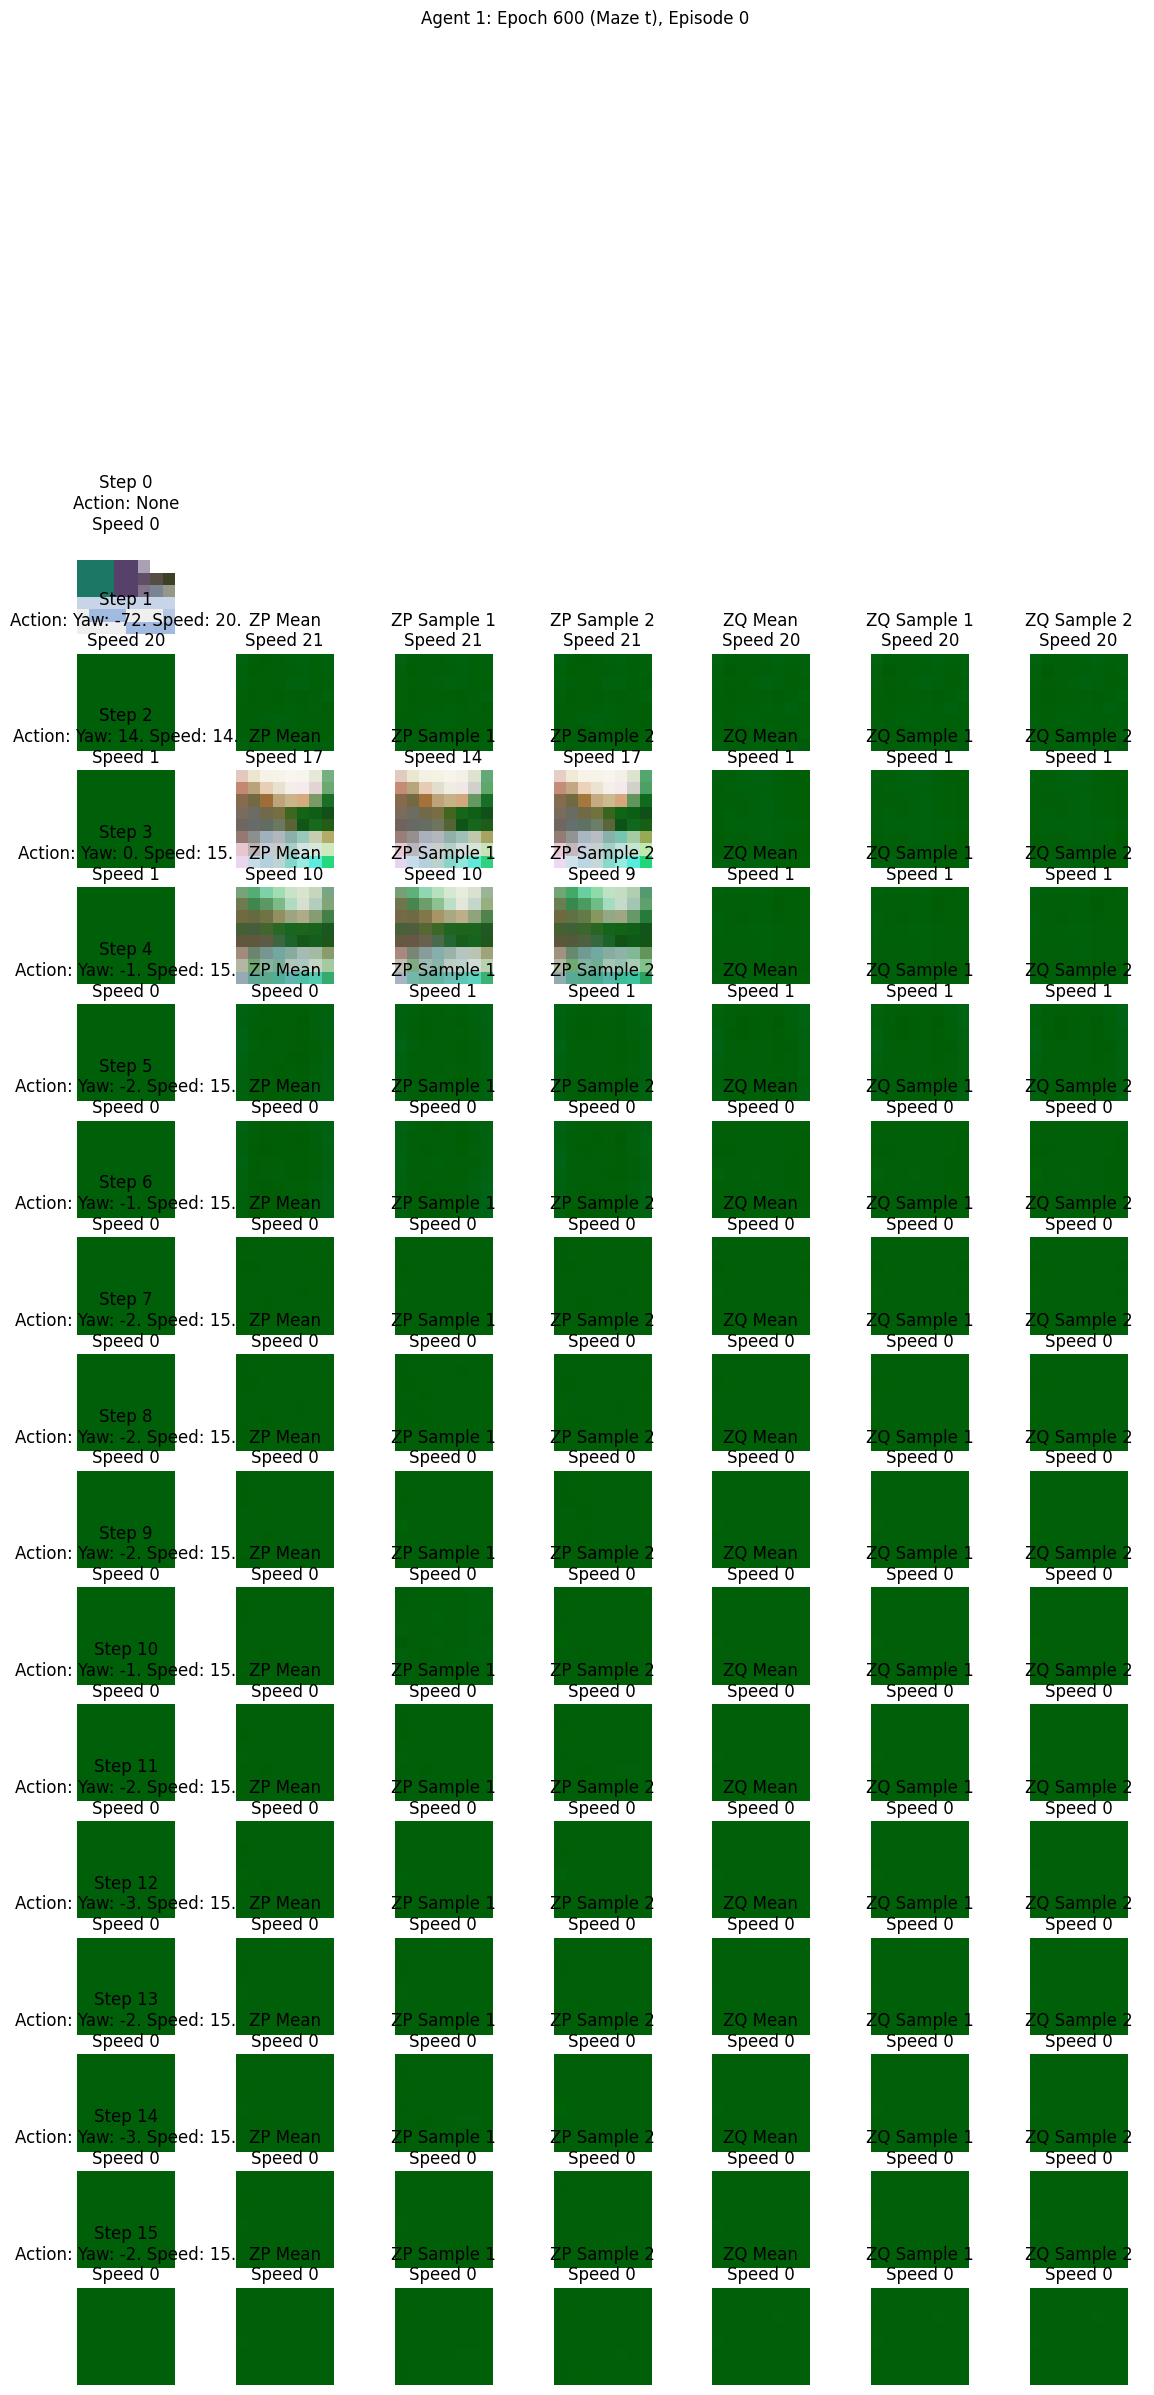 Agent 1: Epoch 600 (Maze t), Episode 0
Step 0
Action: None
Speed 0
Step 1
Action: Yaw: -72. Speed: 20. ZP Mean ZP Sample 1 ZP Sample 2 ZQ Mean ZQ Sample 1 ZQ Sample 2
Speed 20 Speed 21 Speed 21 Speed 21 Speed 20 Speed 20 Speed 20
Step 2
Action: Yaw: 14. Speed: 14. ZP Mean ZP Sample 1 ZP Sample 2 ZQ Mean ZQ Sample 1 ZQ Sample 2
Speed 1 Speed 17 Speed 14 Speed 17 Speed 1 Speed 1 Speed 1
Step 3
Action: Yaw: 0. Speed: 15. ZP Mean ZP Sample 1 ZP Sample 2 ZQ Mean ZQ Sample 1 ZQ Sample 2
Speed 1 Speed 10 Speed 10 Speed 9 Speed 1 Speed 1 Speed 1
Step 4
Action: Yaw: -1. Speed: 15. ZP Mean ZP Sample 1 ZP Sample 2 ZQ Mean ZQ Sample 1 ZQ Sample 2
Speed 0 Speed 0 Speed 1 Speed 1 Speed 1 Speed 1 Speed 1
Step 5
Action: Yaw: -2. Speed: 15. ZP Mean ZP Sample 1 ZP Sample 2 ZQ Mean ZQ Sample 1 ZQ Sample 2
Speed 0 Speed 0 Speed 0 Speed 0 Speed 0 Speed 0 Speed 0
Step 6
Action: Yaw: -1. Speed: 15. ZP Mean ZP Sample 1 ZP Sample 2 ZQ Mean ZQ Sample 1 ZQ Sample 2
Speed 0 Speed 0 Speed 0 Speed 0 Speed 0 Speed 0 Speed 0
Step 7
Action: Yaw: -2. Speed: 15. ZP Mean ZP Sample 1 ZP Sample 2 ZQ Mean ZQ Sample 1 ZQ Sample 2
Speed 0 Speed 0 Speed 0 Speed 0 Speed 0 Speed 0 Speed 0
Step 8
Action: Yaw: -2. Speed: 15. ZP Mean ZP Sample 1 ZP Sample 2 ZQ Mean ZQ Sample 1 ZQ Sample 2
Speed 0 Speed 0 Speed 0 Speed 0 Speed 0 Speed 0 Speed 0
Step 9
Action: Yaw: -2. Speed: 15. ZP Mean ZP Sample 1 ZP Sample 2 ZQ Mean ZQ Sample 1 ZQ Sample 2
Speed 0 Speed 0 Speed 0 Speed 0 Speed 0 Speed 0 Speed 0
Step 10
Action: Yaw: -1. Speed: 15. ZP Mean ZP Sample 1 ZP Sample 2 ZQ Mean ZQ Sample 1 ZQ Sample 2
Speed 0 Speed 0 Speed 0 Speed 0 Speed 0 Speed 0 Speed 0
Step 11
Action: Yaw: -2. Speed: 15. ZP Mean ZP Sample 1 ZP Sample 2 ZQ Mean ZQ Sample 1 ZQ Sample 2
Speed 0 Speed 0 Speed 0 Speed 0 Speed 0 Speed 0 Speed 0
Step 12
Action: Yaw: -3. Speed: 15. ZP Mean ZP Sample 1 ZP Sample 2 ZQ Mean ZQ Sample 1 ZQ Sample 2
Speed 0 Speed 0 Speed 0 Speed 0 Speed 0 Speed 0 Speed 0
Step 13
Action: Yaw: -2. Speed: 15. ZP Mean ZP Sample 1 ZP Sample 2 ZQ Mean ZQ Sample 1 ZQ Sample 2
Speed 0 Speed 0 Speed 0 Speed 0 Speed 0 Speed 0 Speed 0
Step 14
Action: Yaw: -3. Speed: 15. ZP Mean ZP Sample 1 ZP Sample 2 ZQ Mean ZQ Sample 1 ZQ Sample 2
Speed 0 Speed 0 Speed 0 Speed 0 Speed 0 Speed 0 Speed 0
Step 15
Action: Yaw: -2. Speed: 15. ZP Mean ZP Sample 1 ZP Sample 2 ZQ Mean ZQ Sample 1 ZQ Sample 2
Speed 0 Speed 0 Speed 0 Speed 0 Speed 0 Speed 0 Speed 0